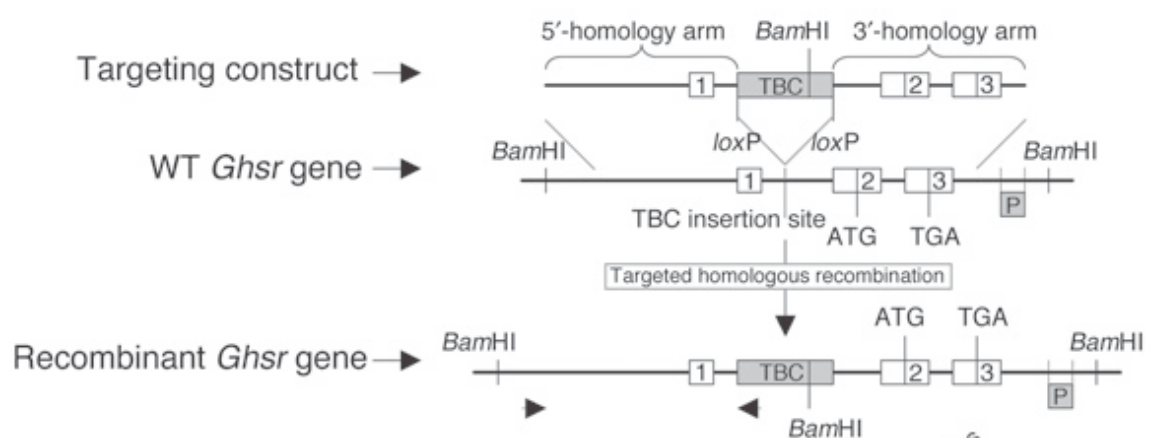 5′-homology arm BamHI 3′-homology arm
Targeting construct 1 TBC 2 3
loxP loxP
BamHI BamHI
WT Ghsr gene 1 2 3
P
TBC insertion site
ATG TGA
Targeted homologous recombination
ATG TGA
BamHI BamHI
Recombinant Ghsr gene 1 TBC 2 3
P
BamHI